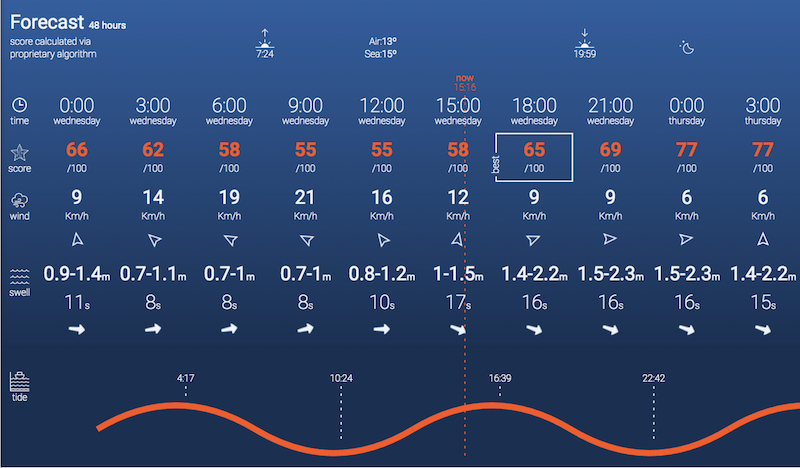 Forecast 48 hours
score calculated via
proprietary algorithm
7:24
Air:13º
Sea:15º
19:59
now
15:15
time
0:00 3:00 6:00 9:00 12:00 15:00 18:00 21:00 0:00 3:00
wednesday wednesday wednesday wednesday wednesday wednesday wednesday wednesday thursday thursday
score
66 62 58 55 55 58 best 65 69 77 77
/100 /100 /100 /100 /100 /100 /100 /100 /100 /100
wind
9 14 19 21 16 12 9 9 6 6
Km/h Km/h Km/h Km/h Km/h Km/h Km/h Km/h Km/h Km/h
swell
0.9-1.4m 0.7-1.1m 0.7-1m 0.7-1m 0.8-1.2m 1-1.5m 1.4-2.2m 1.5-2.3m 1.5-2.3m 1.4-2.2m
11s 8s 8s 8s 10s 17s 16s 16s 16s 15s
tide
4:17 10:24 16:39 22:42